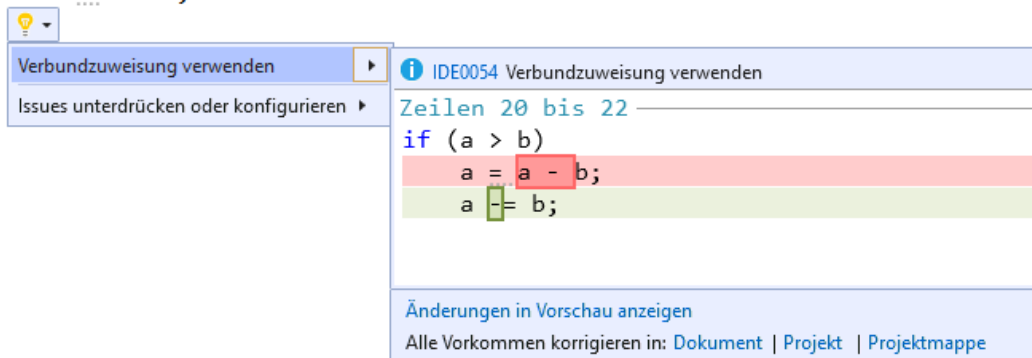 Verbundzuweisung verwenden
Issues unterdrücken oder konfigurieren
IDE0054 Verbundzuweisung verwenden
Zeilen 20 bis 22
if (a > b)
a = a - b;
a -= b;
Änderungen in Vorschau anzeigen
Alle Vorkommen korrigieren in: Dokument | Projekt | Projektmappe